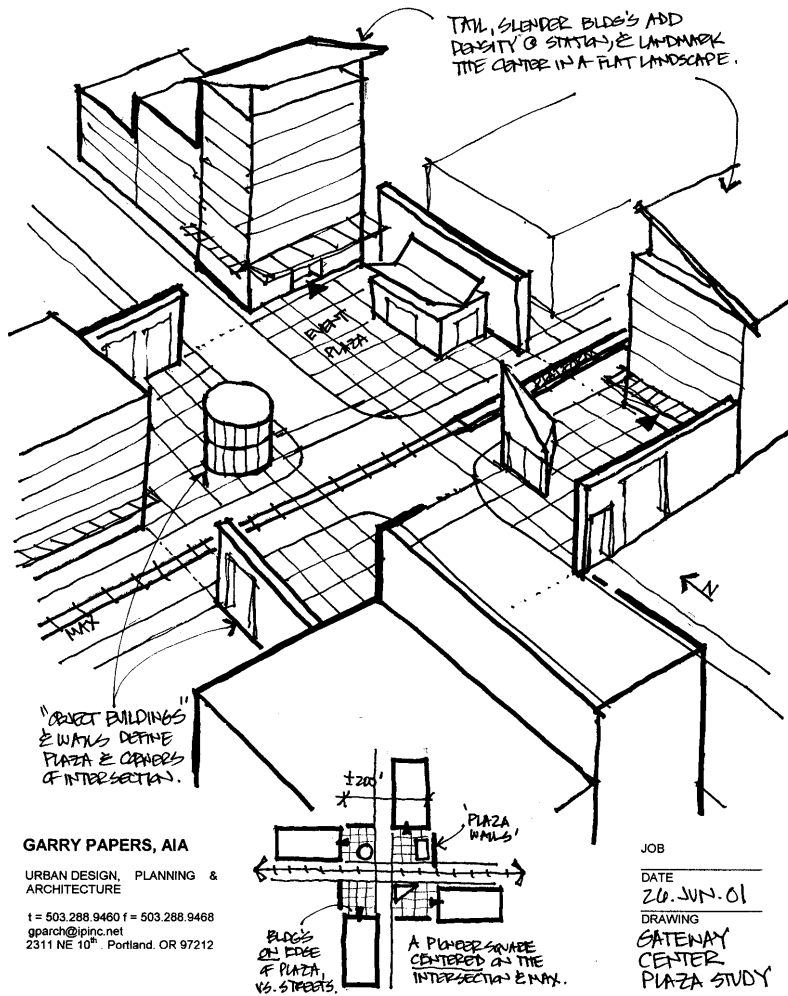 TALL, SLENDER BLDG'S ADD
DENSITY @ STATION, & LANDMARK
THE CENTER IN A FLAT LANDSCAPE.
EVENT
PLAZA
PLATFORM
N
MAX
"OBJECT BUILDINGS"
& WALLS DEFINE
PLAZA & CORNERS
OF INTERSECTION.
±200'
'PLAZA
WALLS'
BLDG'S
ON EDGE
OF PLAZA,
VS. STREETS.
A PIONEER SQUARE
CENTERED ON THE
INTERSECTION & MAX.
GARRY PAPERS, AIA
URBAN DESIGN, PLANNING &
ARCHITECTURE
t = 503.288.9460 f = 503.288.9468
gparch@ipinc.net
2311 NE 10th . Portland. OR 97212
JOB
DATE
26.JUN.01
DRAWING
GATEWAY
CENTER
PLAZA STUDY